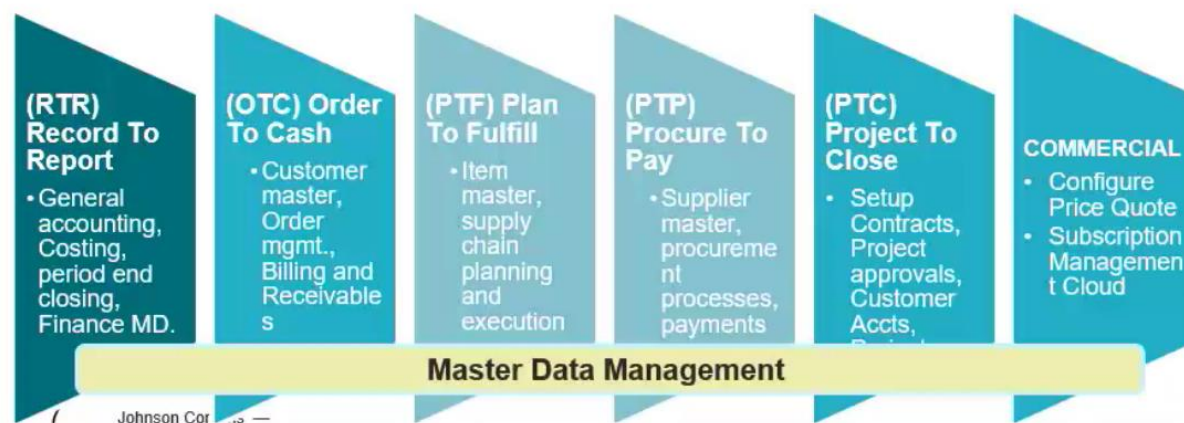 (RTR)
Record To
Report
• General
accounting,
Costing,
period end
closing,
Finance MD.
(OTC) Order
To Cash
• Customer
master,
Order
mgmt.,
Billing and
Receivable
s
(PTF) Plan
To Fulfill
• Item
master,
supply
chain
planning
and
execution
(PTP)
Procure To
Pay
• Supplier
master,
procureme
nt
processes,
payments
(PTC)
Project To
Close
• Setup
Contracts,
Project
approvals,
Customer
Accts,
COMMERCIAL
• Configure
Price Quote
• Subscription
Managemen
t Cloud
Master Data Management
Johnson